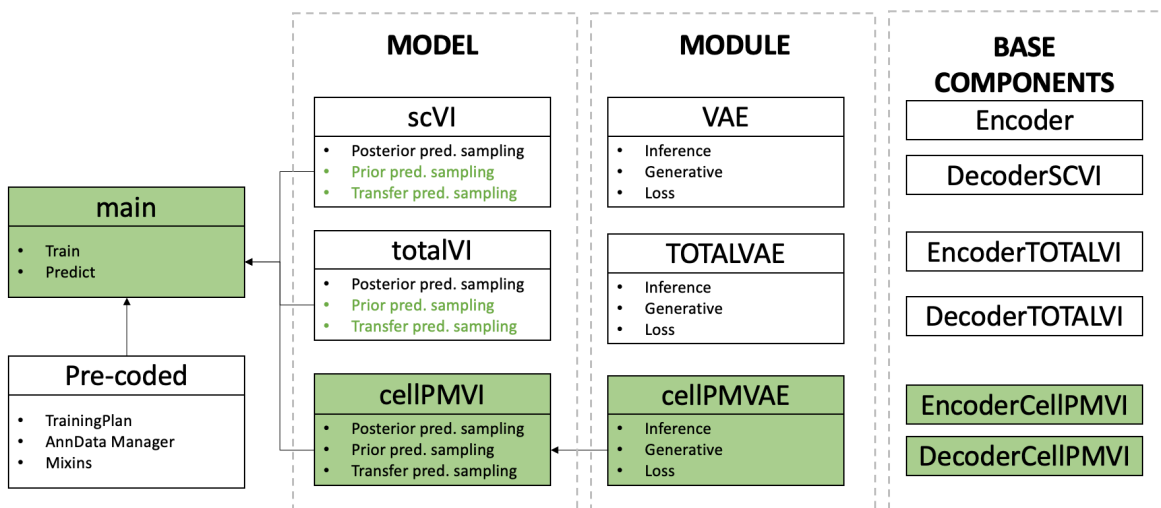 main
• Train
• Predict
Pre-coded
• TrainingPlan
• AnnData Manager
• Mixins
MODEL
scVI
• Posterior pred. sampling
• Prior pred. sampling
• Transfer pred. sampling
totalVI
• Posterior pred. sampling
• Prior pred. sampling
• Transfer pred. sampling
cellPMVI
• Posterior pred. sampling
• Prior pred. sampling
• Transfer pred. sampling
MODULE
VAE
• Inference
• Generative
• Loss
TOTALVAE
• Inference
• Generative
• Loss
cellPMVAE
• Inference
• Generative
• Loss
BASE
COMPONENTS
Encoder
DecoderSCVI
EncoderTOTALVI
DecoderTOTALVI
EncoderCellPMVI
DecoderCellPMVI